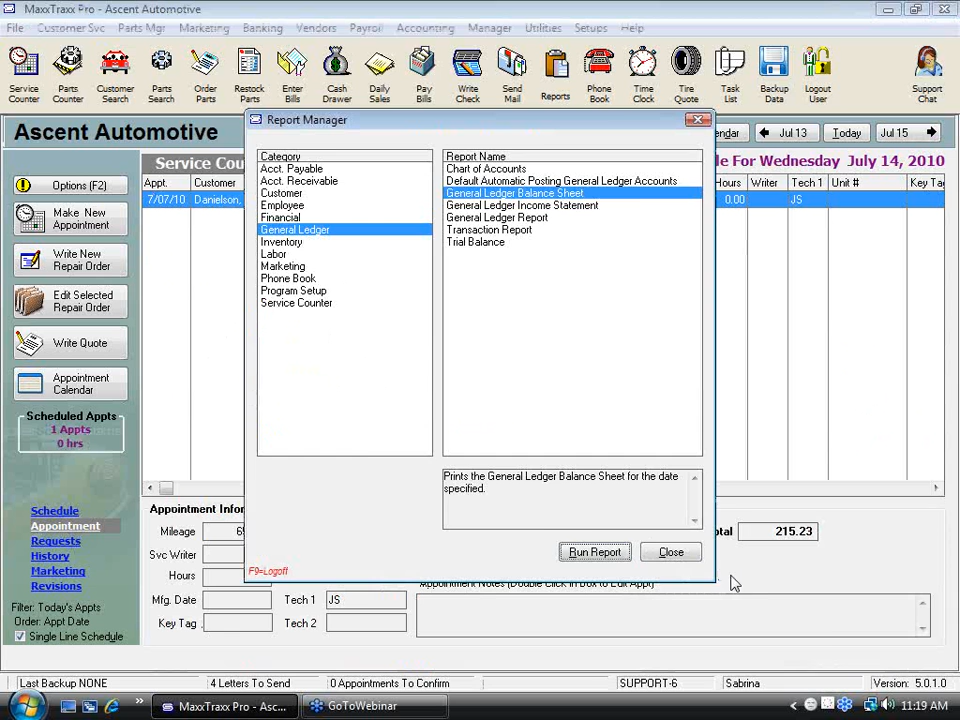 MaxxTraxx Pro - Ascent Automotive
File Customer Svc Parts Mgr Marketing Banking Vendors Payroll Accounting Manager Utilities Setups Help
Service Counter
Parts Counter
Customer Search
Parts Search
Order Parts
Restock Parts
Enter Bills
Cash Drawer
Daily Sales
Pay Bills
Write Check
Send Mail
Reports
Phone Book
Time Clock
Tire Quote
Task List
Backup Data
Logout User
Support Chat
Ascent Automotive
Report Manager
Jul 13
Today
Jul 15
Options (F2)
Make New Appointment
Write New Repair Order
Edit Selected Repair Order
Write Quote
Appointment Calendar
Scheduled Appts
1 Appts
0 hrs
Schedule
Appointment
Requests
History
Marketing
Revisions
Filter: Today's Appts
Order: Appt Date
Single Line Schedule
Appt. Customer
7/07/10 Danielson,
Category
Acct. Payable
Acct. Receivable
Customer
Employee
Financial
General Ledger
Inventory
Labor
Marketing
Phone Book
Program Setup
Service Counter
Report Name
Chart of Accounts
Default Automatic Posting General Ledger Accounts
General Ledger Balance Sheet
General Ledger Income Statement
General Ledger Report
Transaction Report
Trial Balance
For Wednesday July 14, 2010
Hours Writer Tech 1 Unit # Key Tag
0.00 JS
Prints the General Ledger Balance Sheet for the date
specified.
Run Report
Close
F9=Logoff
Mileage
Svc Writer
Hours
Mfg. Date
Key Tag
Tech 1 JS
Tech 2
215.23
Appointment Notes (Double Click in Box to Edit Appt)
Last Backup NONE
4 Letters To Send
0 Appointments To Confirm
SUPPORT-6
Sabrina
Version: 5.0.1.0
MaxxTraxx Pro - Asc...
GoToWebinar
11:19 AM